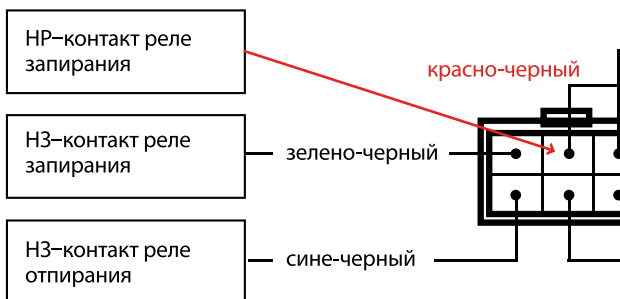 НР–контакт реле
запирания
красно-черный
НЗ–контакт реле
запирания
зелено-черный
НЗ–контакт реле
отпирания
сине-черный